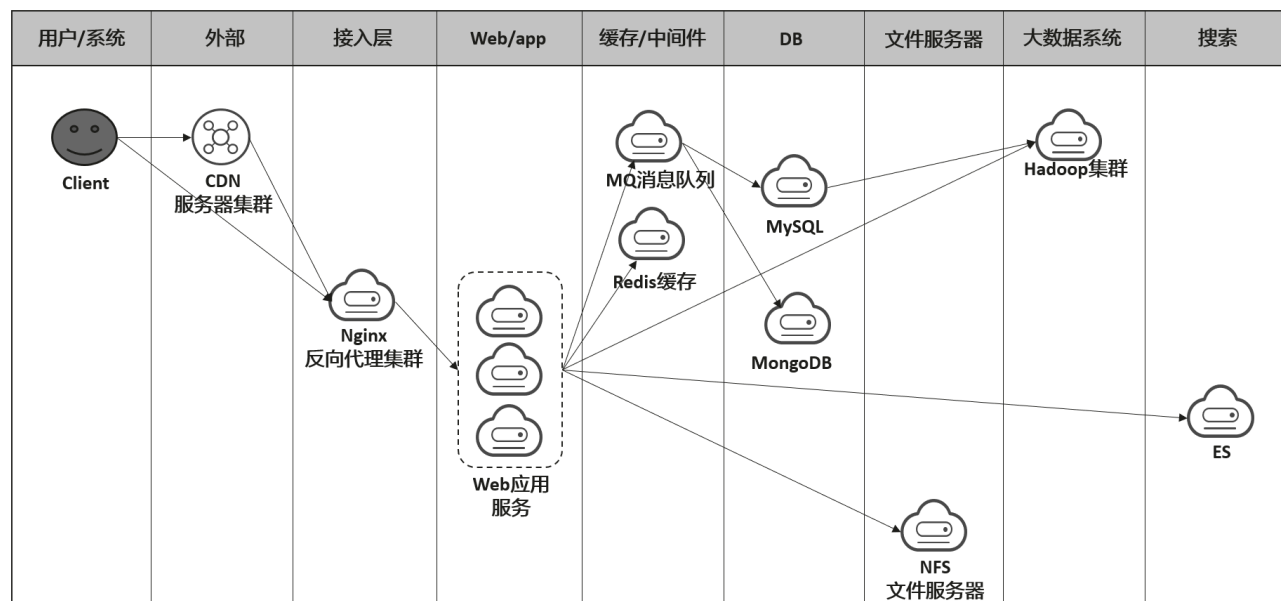 用户/系统
外部
接入层
Web/app
缓存/中间件
DB
文件服务器
大数据系统
搜索
Client
CDN
服务器集群
Nginx
反向代理集群
Web应用
服务
MQ消息队列
Redis缓存
MySQL
MongoDB
NFS
文件服务器
Hadoop集群
ES